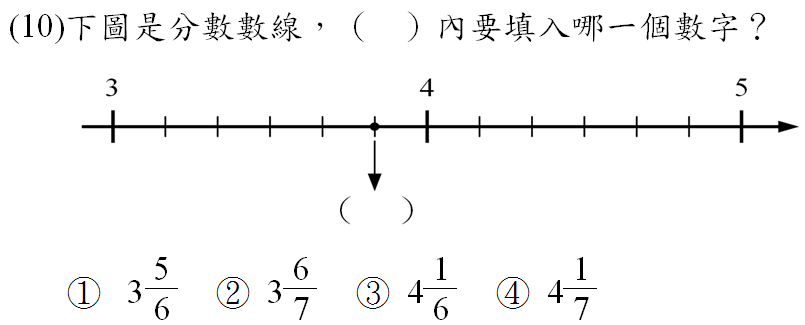 (10)下圖是分數數線，（　）內要填入哪一個數字？
3 4 5
（　）
① 3 5/6 ② 3 6/7 ③ 4 1/6 ④ 4 1/7